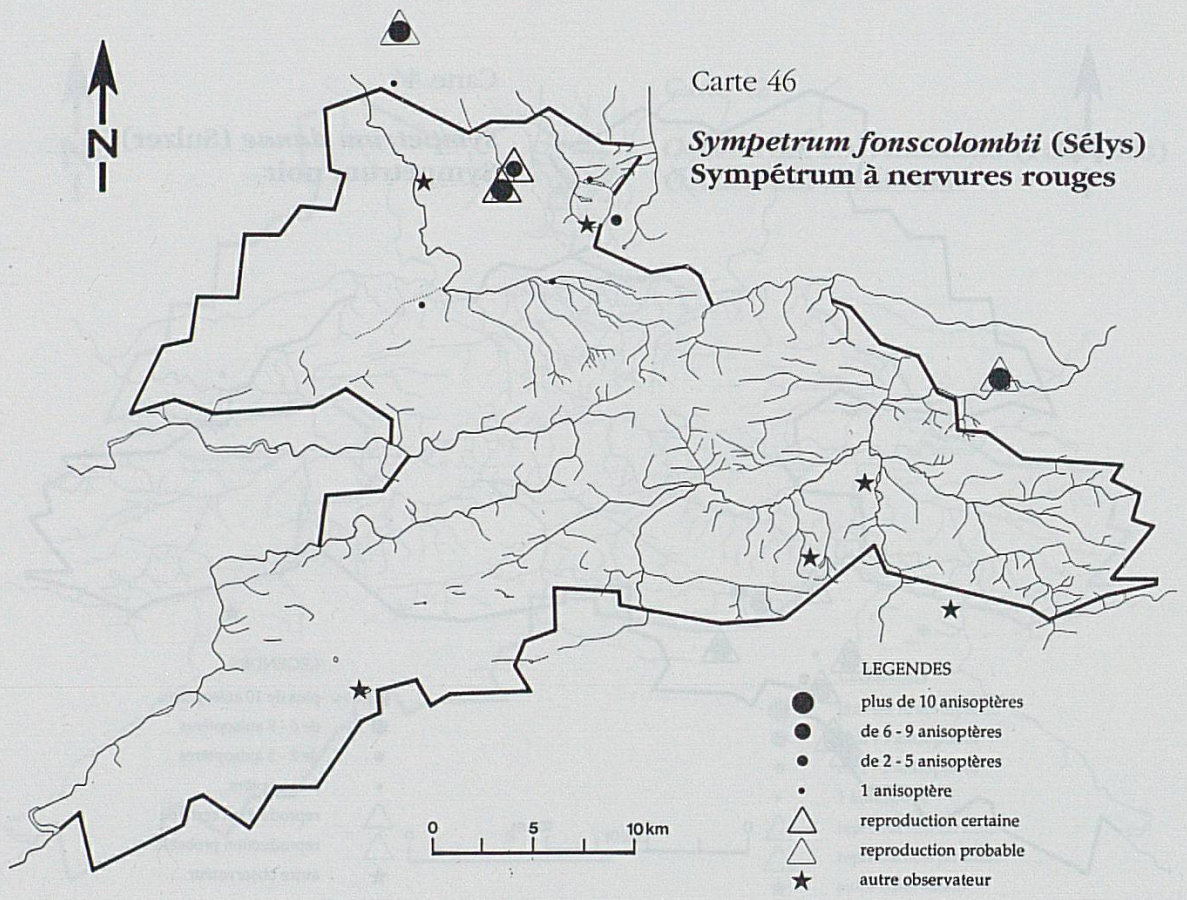 Carte 46
Sympetrum fonscolombii (Sélys)
Sympétrum à nervures rouges
N
LEGENDES
plus de 10 anisoptères
de 6 - 9 anisoptères
de 2 - 5 anisoptères
1 anisoptère
reproduction certaine
reproduction probable
autre observateur
0 5 10 km